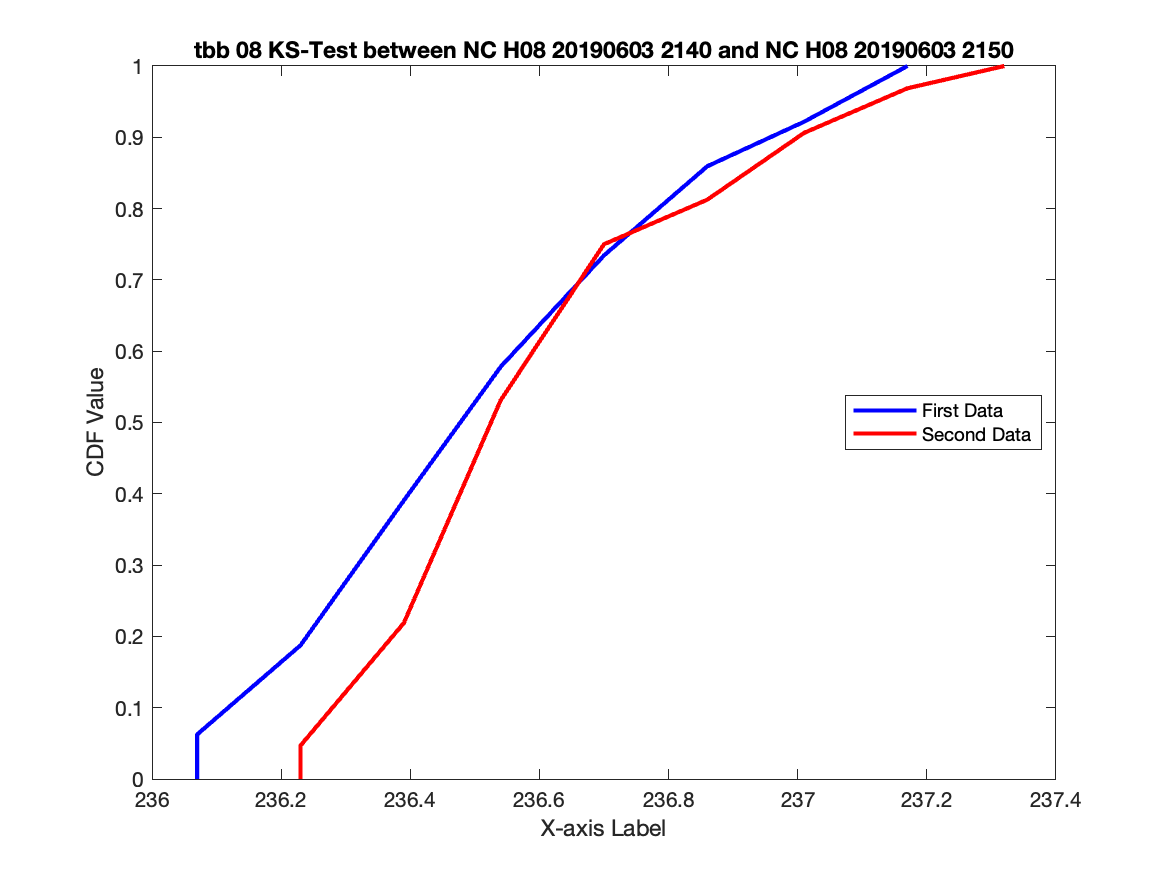 tbb 08 KS-Test between NC H08 20190603 2140 and NC H08 20190603 2150
1
0.9
0.8
0.7
0.6
0.5
0.4
0.3
0.2
0.1
0
CDF Value
First Data
Second Data
236 236.2 236.4 236.6 236.8 237 237.2 237.4
X-axis Label